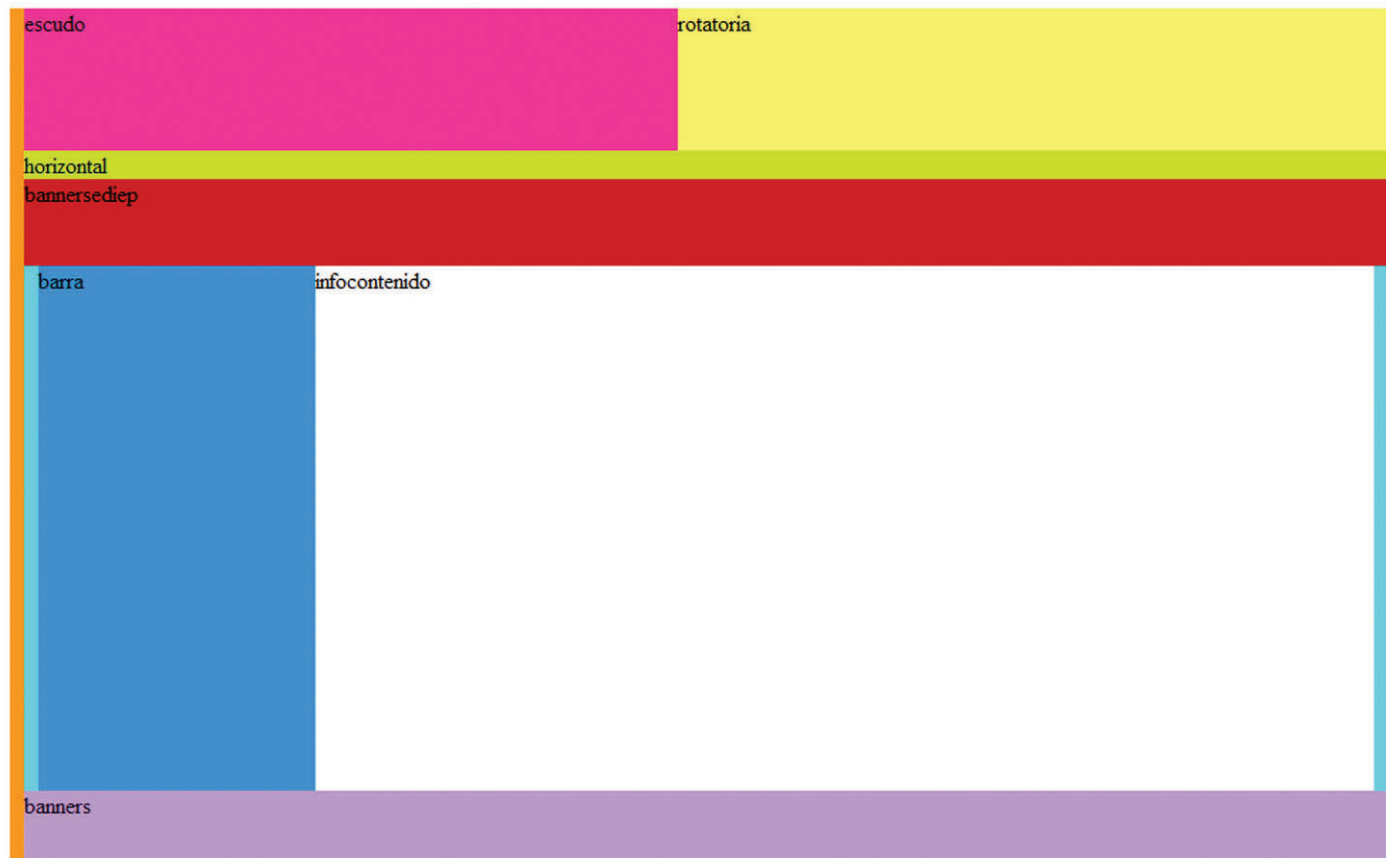 escudo
rotatoria
horizontal
bannersediep
barra
infocontenido
banners